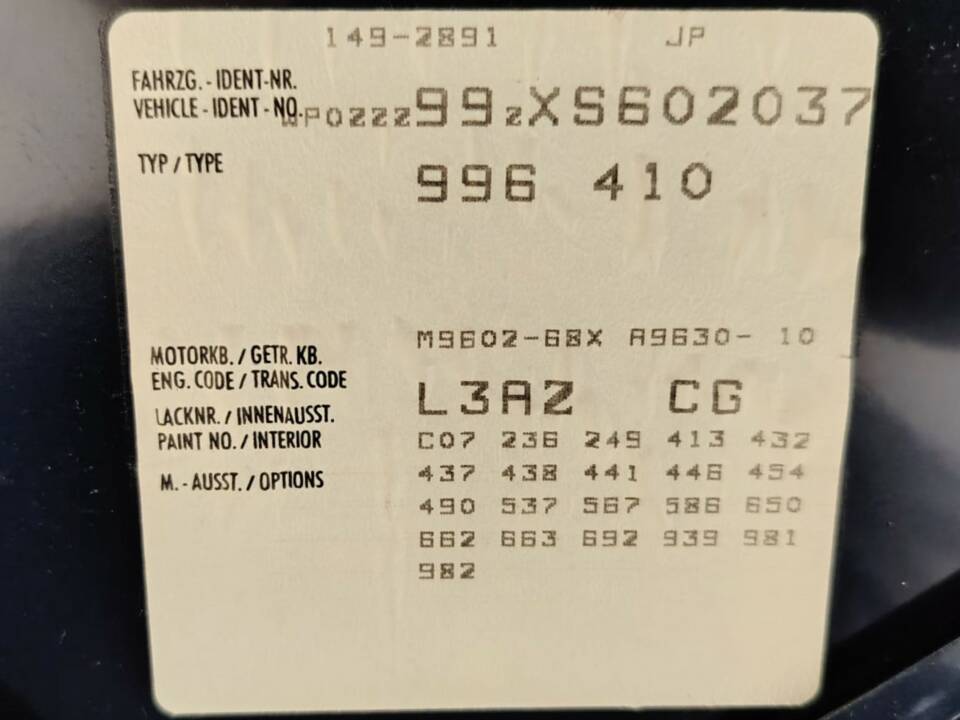 149-2891 JP
FAHRZG. - IDENT-NR.
VEHICLE - IDENT - NO. WP0ZZZ99ZXS602037
TYP / TYPE 996 410
M9602-68X A9630- 10
MOTORKB. / GETR. KB.
ENG. CODE / TRANS. CODE
L3AZ CG
LACKNR. / INNENAUSST.
PAINT NO. / INTERIOR
C07 236 249 413 432
M. - AUSST. / OPTIONS
437 438 441 446 454
490 537 567 586 650
662 663 692 939 981
982